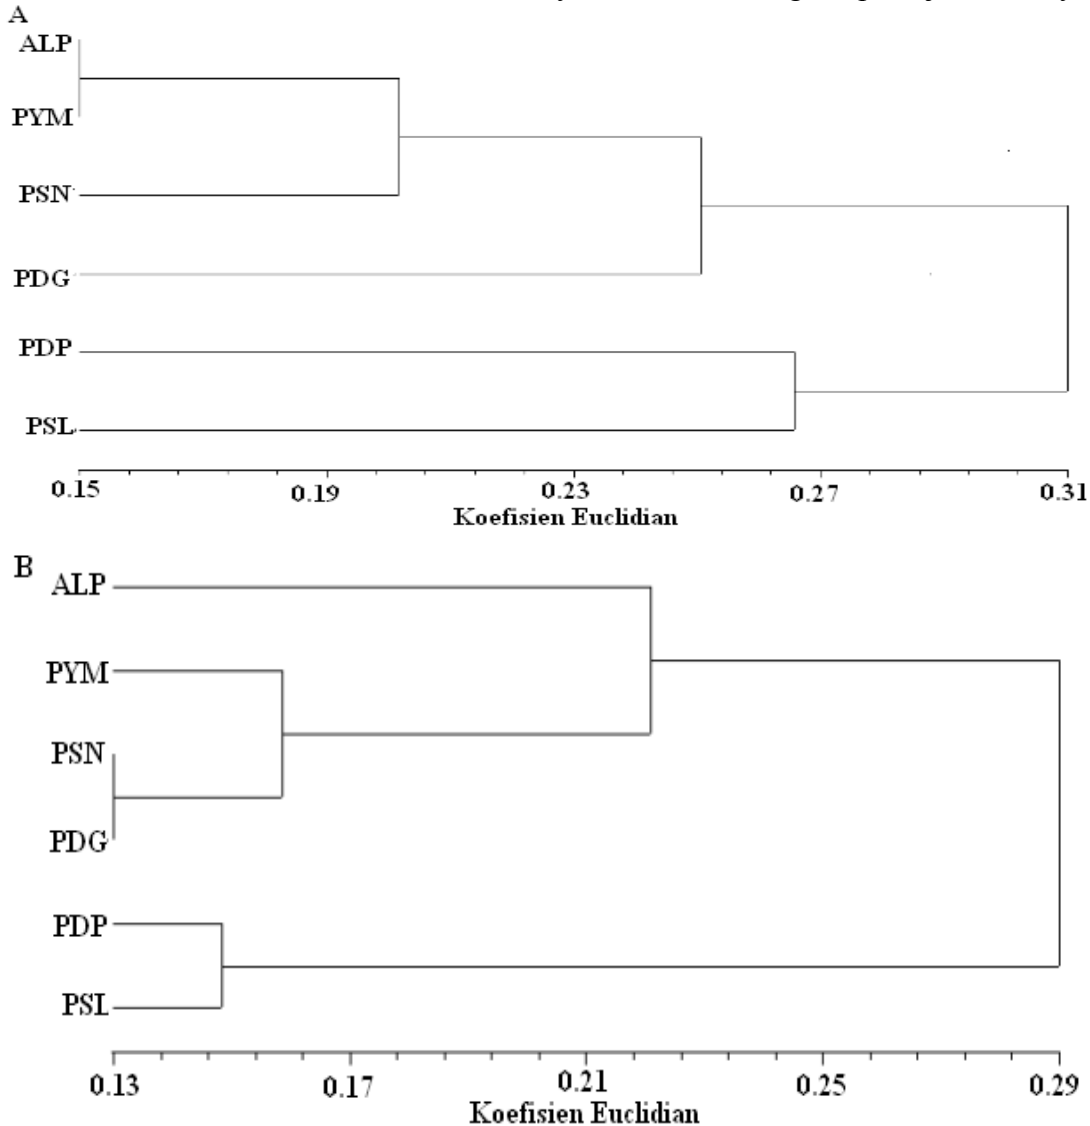 A
ALP
PYM
PSN
PDG
PDP
PSL
0.15 0.19 0.23 0.27 0.31
Koefisien Euclidian
B
ALP
PYM
PSN
PDG
PDP
PSL
0.13 0.17 0.21 0.25 0.29
Koefisien Euclidian